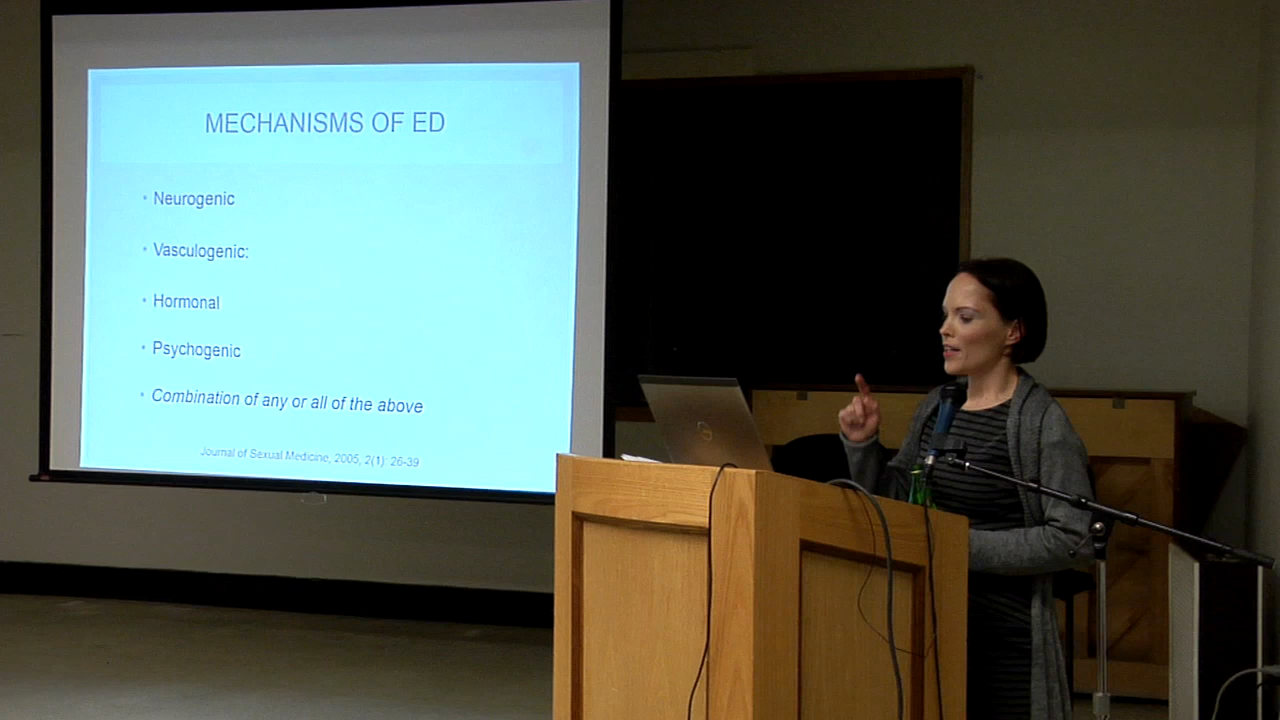 MECHANISMS OF ED
• Neurogenic
• Vasculogenic:
• Hormonal
• Psychogenic
• Combination of any or all of the above
Journal of Sexual Medicine, 2005, 2(1): 26-39